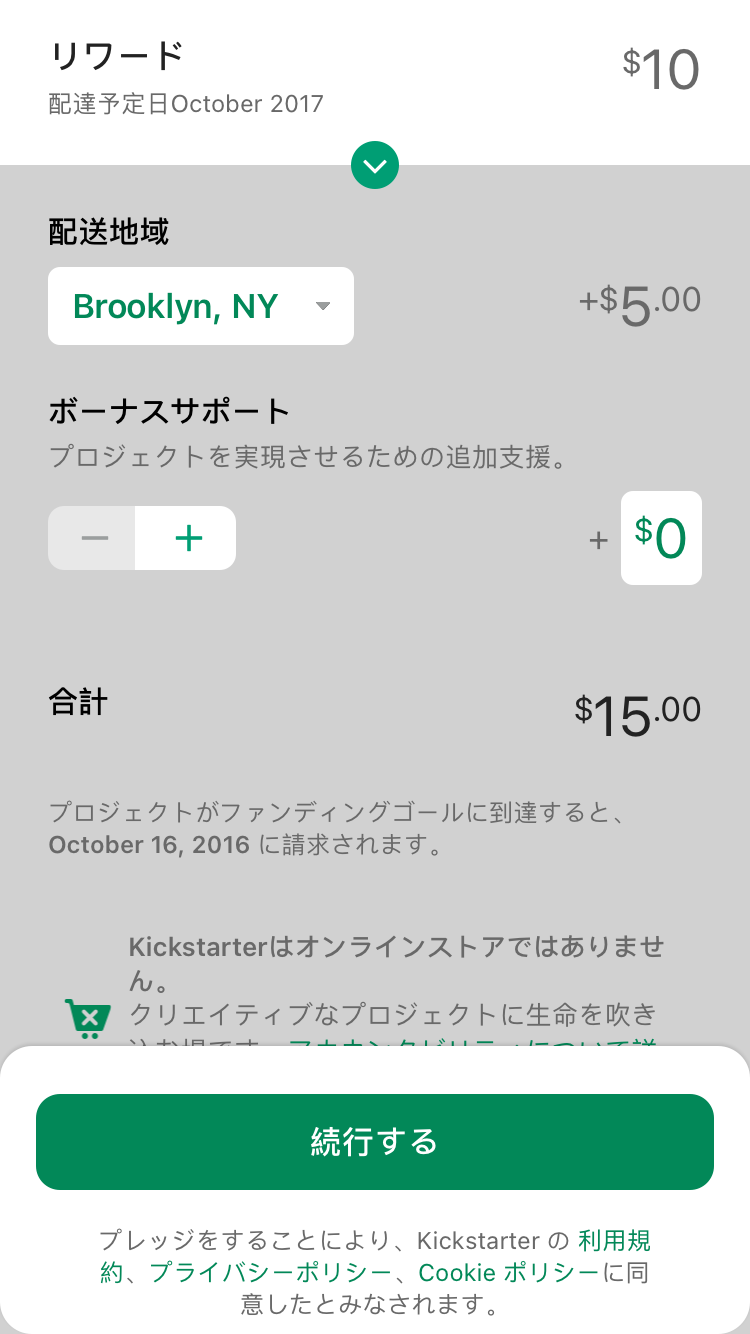 リワード
$10
配達予定日October 2017
配送地域
Brooklyn, NY
+$5.00
ボーナスサポート
プロジェクトを実現させるための追加支援。
+ $0
合計
$15.00
プロジェクトがファンディングゴールに到達すると、
October 16, 2016 に請求されます。
Kickstarterはオンラインストアではありませ
ん。
クリエイティブなプロジェクトに生命を吹き
続行する
プレッジをすることにより、Kickstarter の 利用規
約、プライバシーポリシー、Cookie ポリシーに同
意したとみなされます。